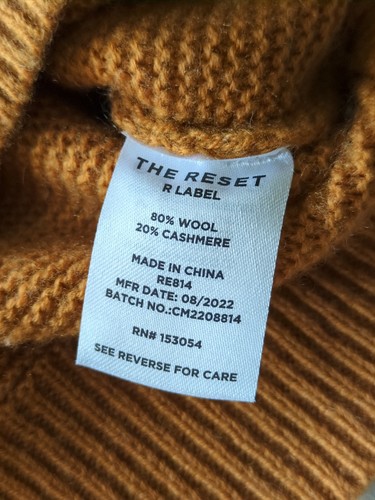 THE RESET
R LABEL
80% WOOL
20% CASHMERE
MADE IN CHINA
RE814
MFR DATE: 08/2022
BATCH NO.:CM2208814
RN# 153054
SEE REVERSE FOR CARE